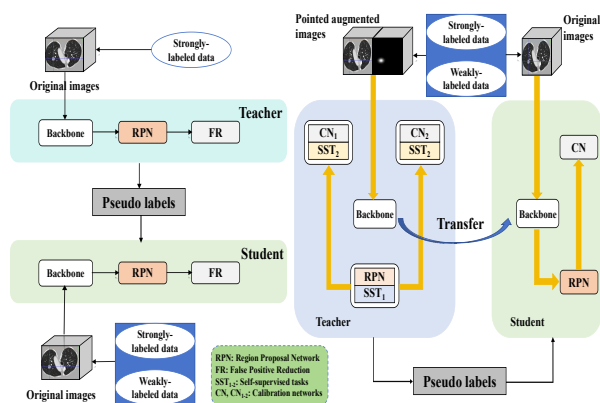 Strongly-
labeled data
Original images
Teacher
Backbone
RPN
FR
Pseudo labels
Student
Backbone
RPN
FR
Strongly-
labeled data
Weakly-
labeled data
Original images
RPN: Region Proposal Network
FR: False Positive Reduction
SST₁₋₂: Self-supervised tasks
CN, CN₁₋₂: Calibration networks
Pointed augmented
images
Strongly-
labeled data
Weakly-
labeled data
Original
images
CN₁
SST₂
CN₂
SST₂
CN
Backbone
Transfer
Backbone
RPN
SST₁
RPN
Teacher
Student
Pseudo labels